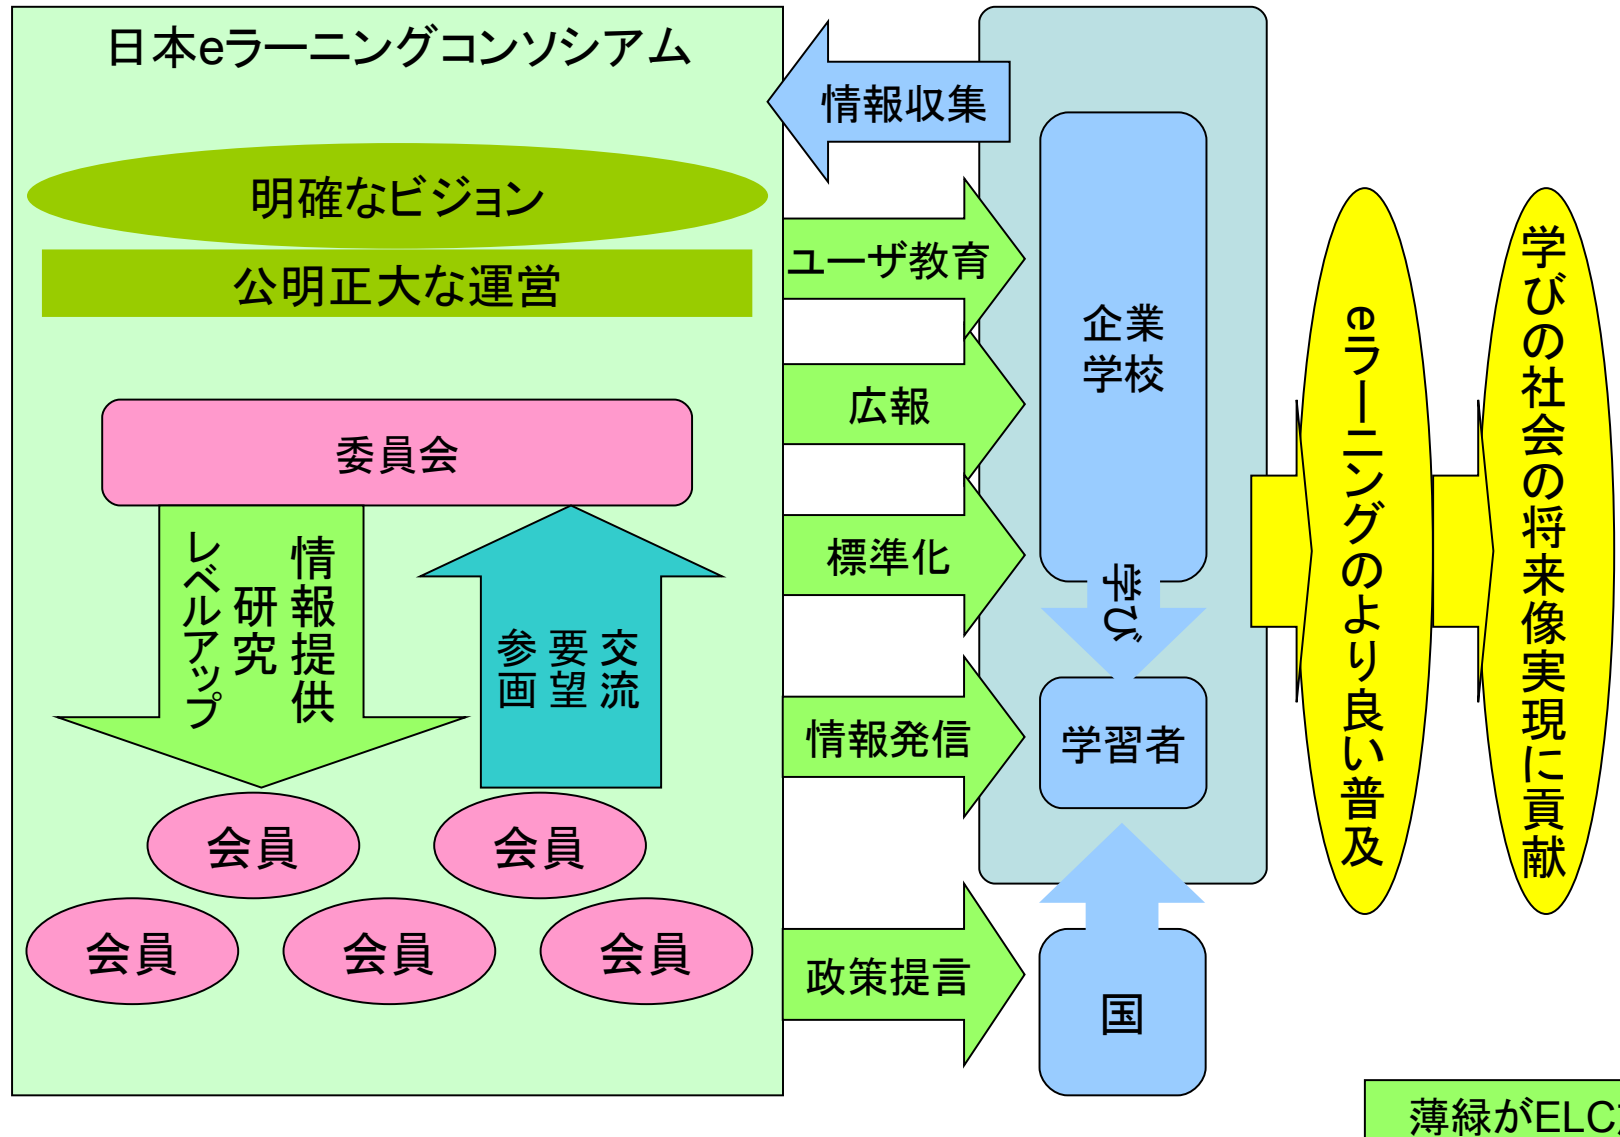 日本eラーニングコンソシアム
明確なビジョン
公明正大な運営
委員会
情報提供
研究
レベルアップ
交流
要望
参画
会員
会員
会員
会員
会員
情報収集
ユーザ教育
広報
標準化
情報発信
政策提言
企業
学校
学び
学習者
国
eラーニングのより良い普及
学びの社会の将来像実現に貢献
薄緑がELC